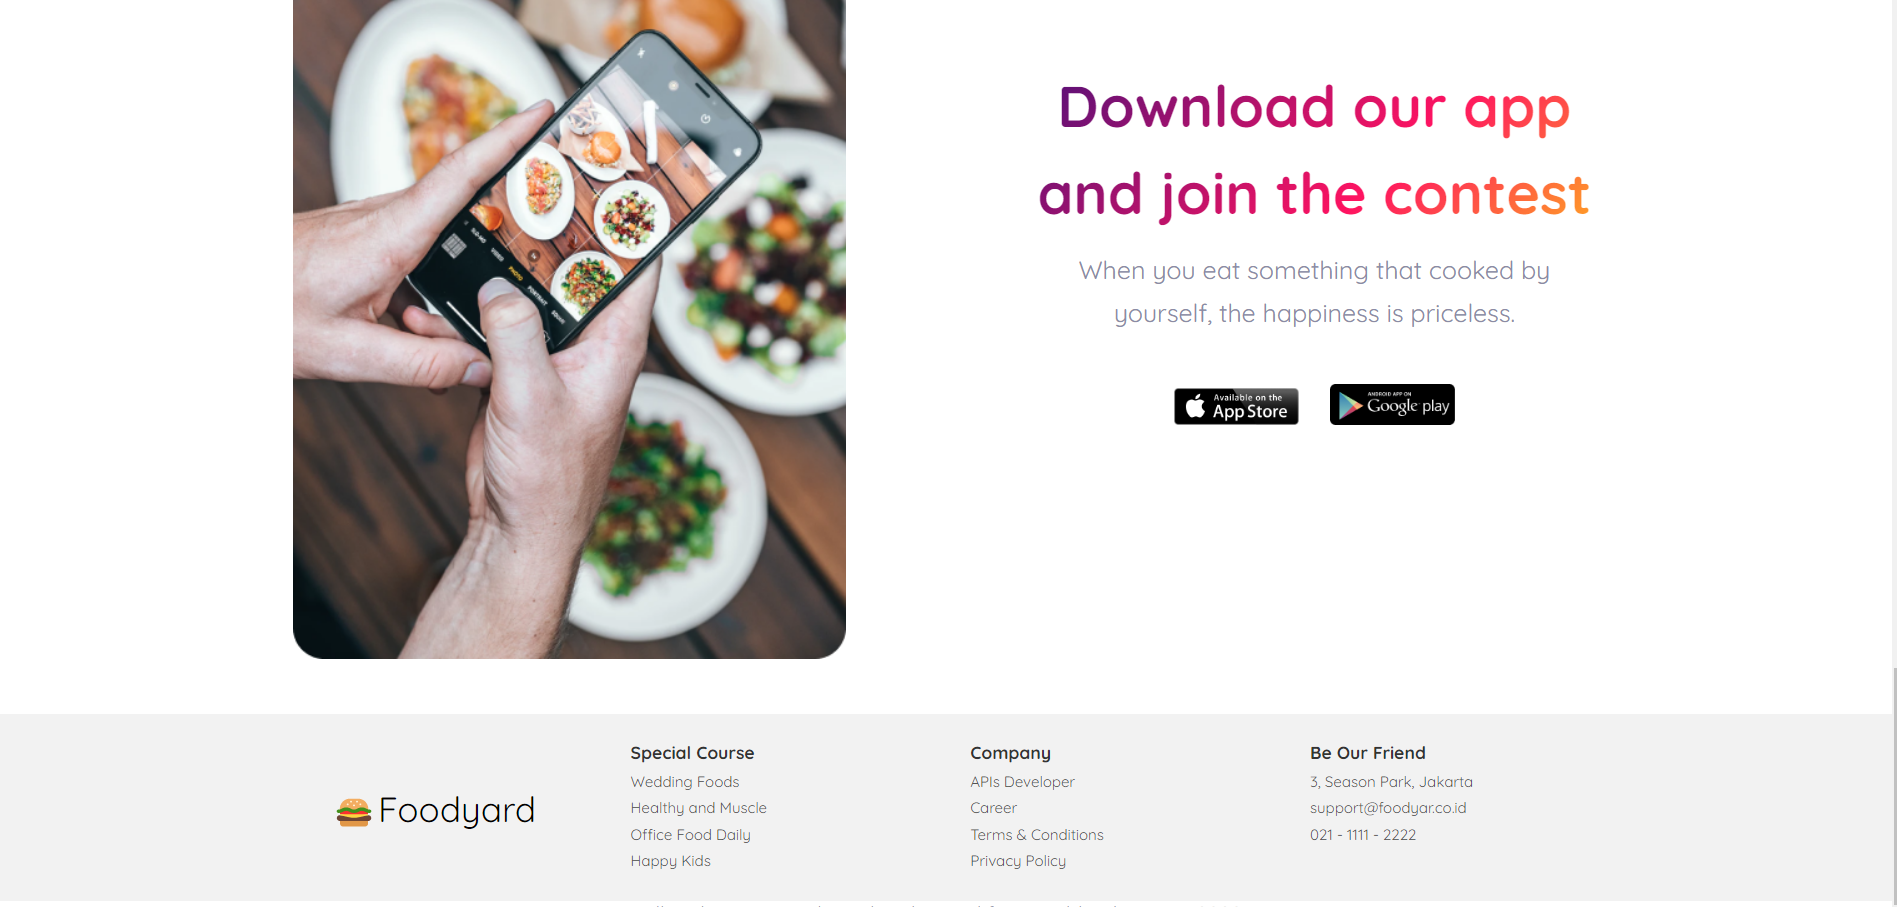 Download our app
and join the contest
When you eat something that cooked by
yourself, the happiness is priceless.
Available on the
App Store
ANDROID APP ON
Google play
VIDEO
PHOTO
PORTRAIT
Foodyard
Special Course
Wedding Foods
Healthy and Muscle
Office Food Daily
Happy Kids
Company
APIs Developer
Career
Terms & Conditions
Privacy Policy
Be Our Friend
3, Season Park, Jakarta
support@foodyar.co.id
021 - 1111 - 2222